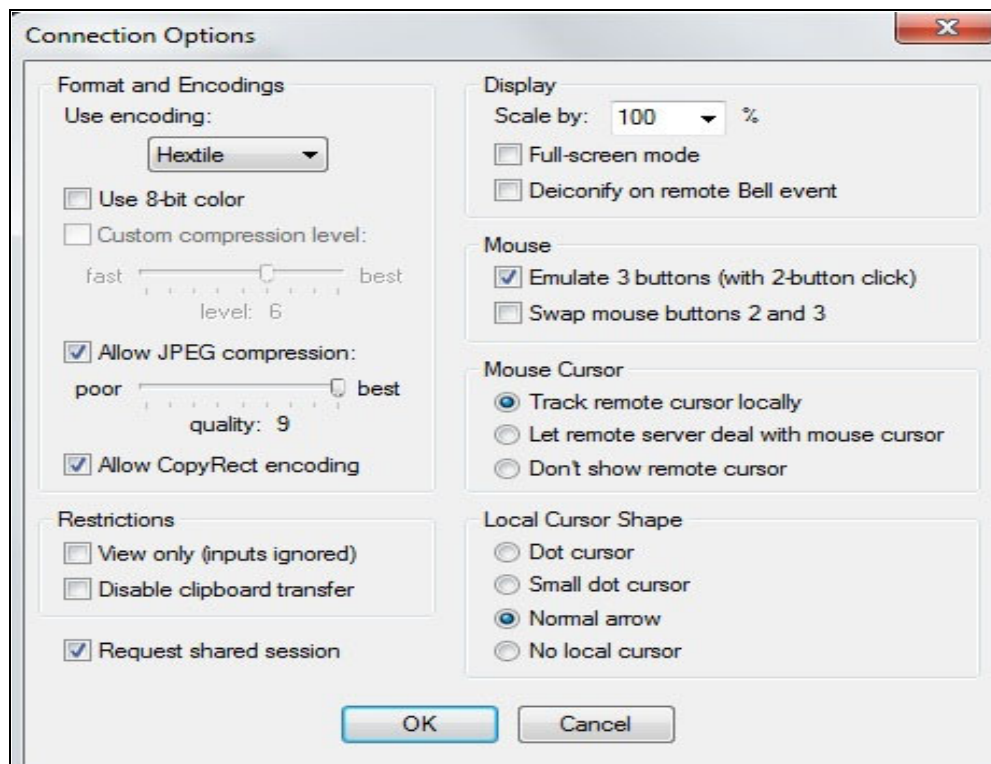 Connection Options
Format and Encodings
Use encoding:
Hextile
Use 8-bit color
Custom compression level:
fast best
level: 6
Allow JPEG compression:
poor best
quality: 9
Allow CopyRect encoding
Restrictions
View only (inputs ignored)
Disable clipboard transfer
Request shared session
Display
Scale by: 100 %
Full-screen mode
Deiconify on remote Bell event
Mouse
Emulate 3 buttons (with 2-button click)
Swap mouse buttons 2 and 3
Mouse Cursor
Track remote cursor locally
Let remote server deal with mouse cursor
Don't show remote cursor
Local Cursor Shape
Dot cursor
Small dot cursor
Normal arrow
No local cursor
OK Cancel